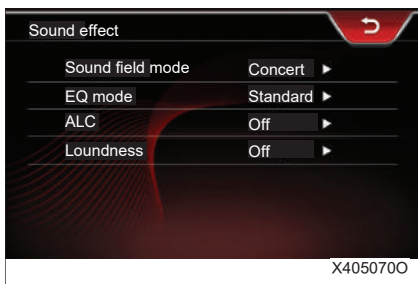 Sound effect
Sound field mode Concert ▶
EQ mode Standard ▶
ALC Off ▶
Loundness Off ▶
X405070O